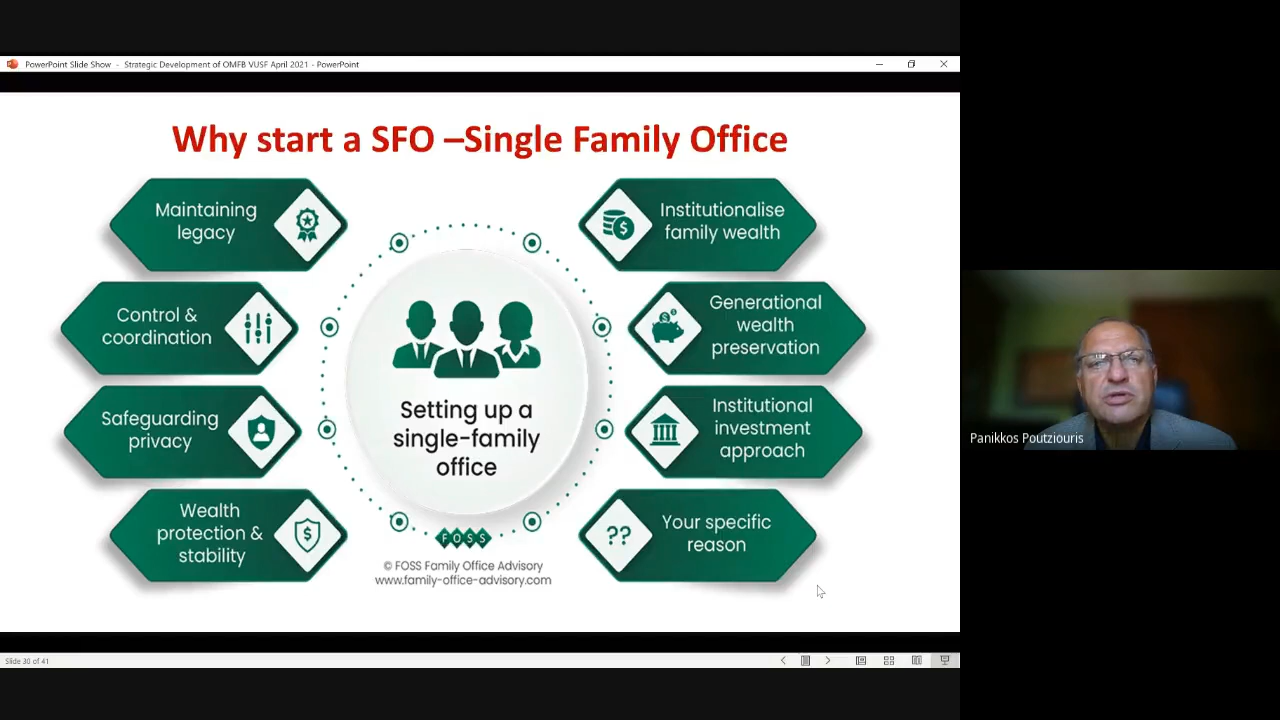 PowerPoint Slide Show - Strategic Development of OMFB VUSF April 2021 - PowerPoint
Why start a SFO –Single Family Office
Maintaining
legacy
Control &
coordination
Safeguarding
privacy
Wealth
protection &
stability
Setting up a
single-family
office
FOSS
© FOSS Family Office Advisory
www.family-office-advisory.com
Institutionalise
family wealth
Generational
wealth
preservation
Institutional
investment
approach
??
Your specific
reason
Panikkos Poutziouris
Slide 30 of 41